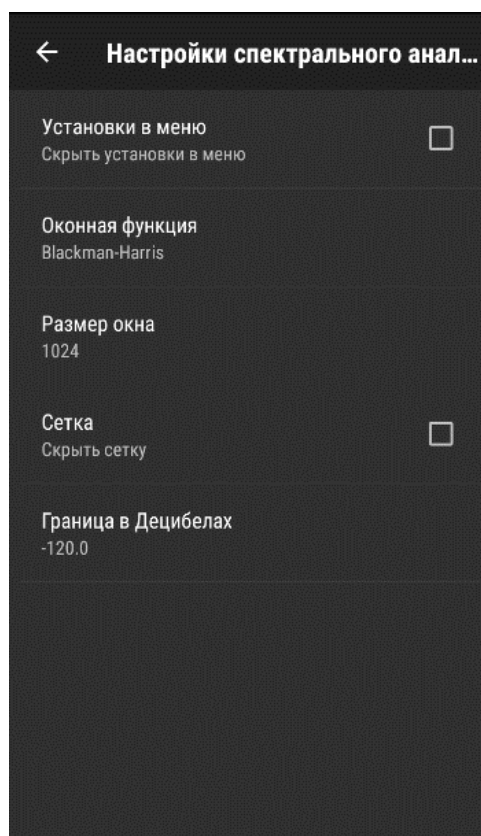 Настройки спектрального анал...
Установки в меню
Скрыть установки в меню
Оконная функция
Blackman-Harris
Размер окна
1024
Сетка
Скрыть сетку
Граница в Децибелах
-120.0